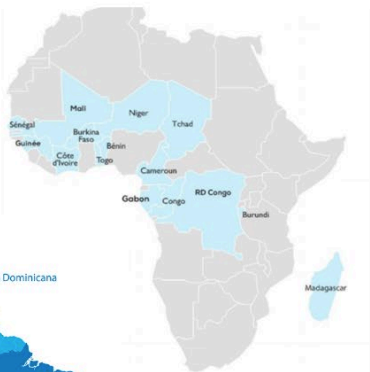 Mali
Niger
Tchad
Sénégal
Burkina
Faso
Guinée
Bénin
Côte
d'Ivoire
Togo
Cameroun
Gabon
Congo
RD Congo
Burundi
Dominicana
Madagascar